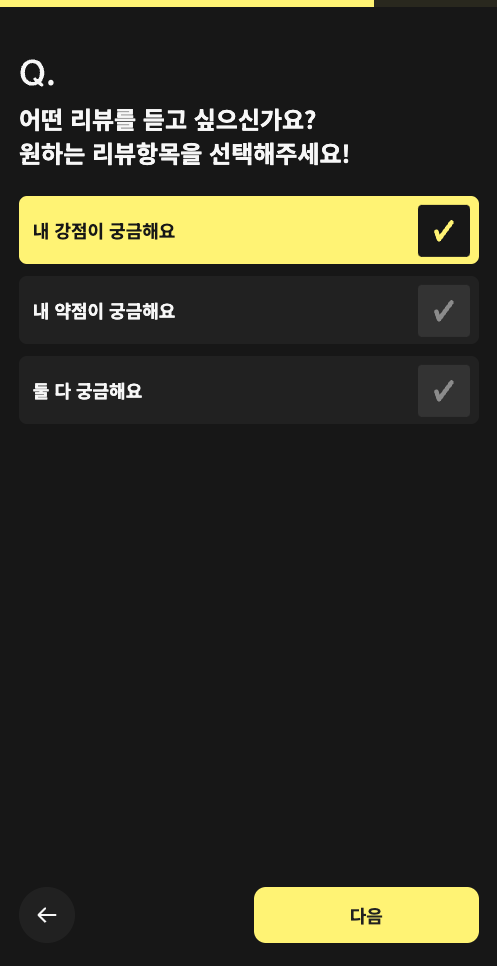 Q.
어떤 리뷰를 듣고 싶으신가요?
원하는 리뷰항목을 선택해주세요!
내 강점이 궁금해요
내 약점이 궁금해요
둘 다 궁금해요
다음